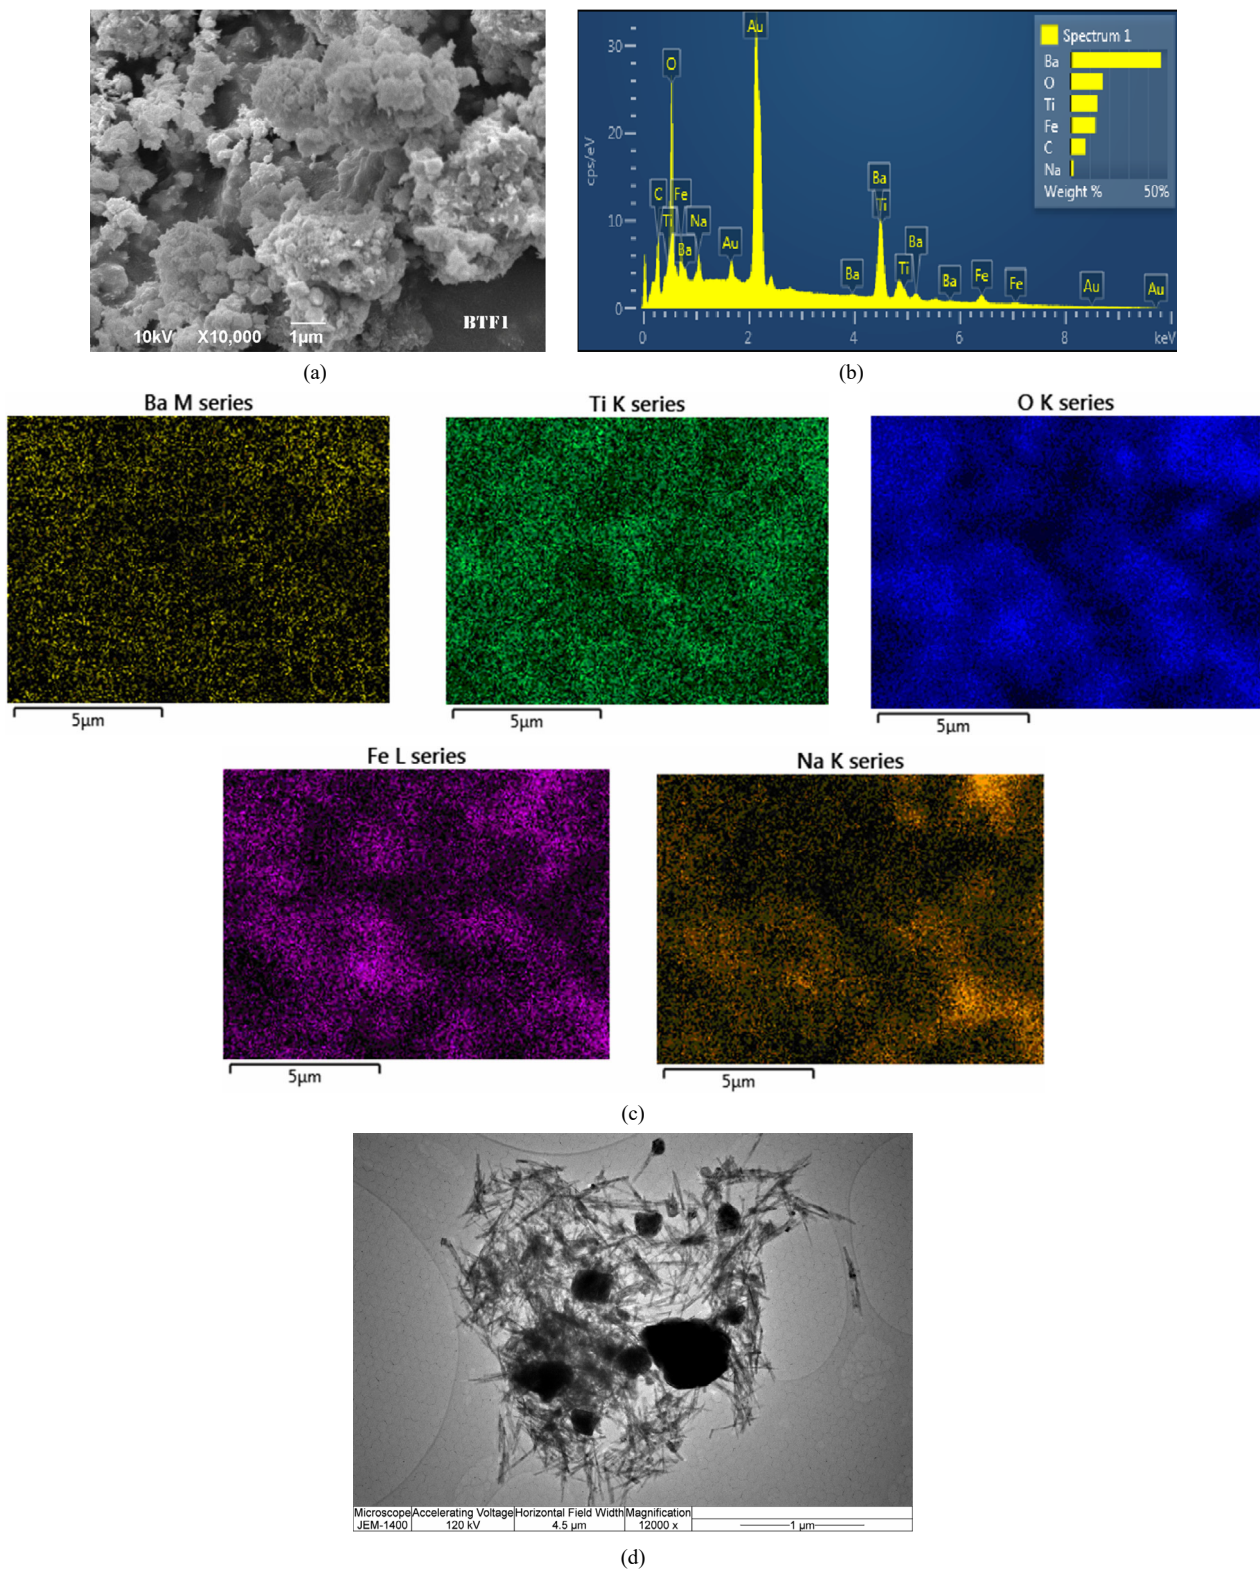 10kV X10,000 1μm BTF1
(a)
Au
O
C
Fe
Ti
Na
Ba
Au
Ba
Ti
Ba
Ba
Ti
Ba
Fe
Fe
Au
Au
cps/eV
30
20
10
0
0 2 4 6 8 keV
Spectrum 1
Ba
O
Ti
Fe
C
Na
Weight % 50%
(b)
Ba M series
5μm
Ti K series
5μm
O K series
5μm
Fe L series
5μm
Na K series
5μm
(c)
Microscope Accelerating Voltage Horizontal Field Width Magnification
JEM-1400 120 kV 4.5 μm 12000 x 1 μm
(d)